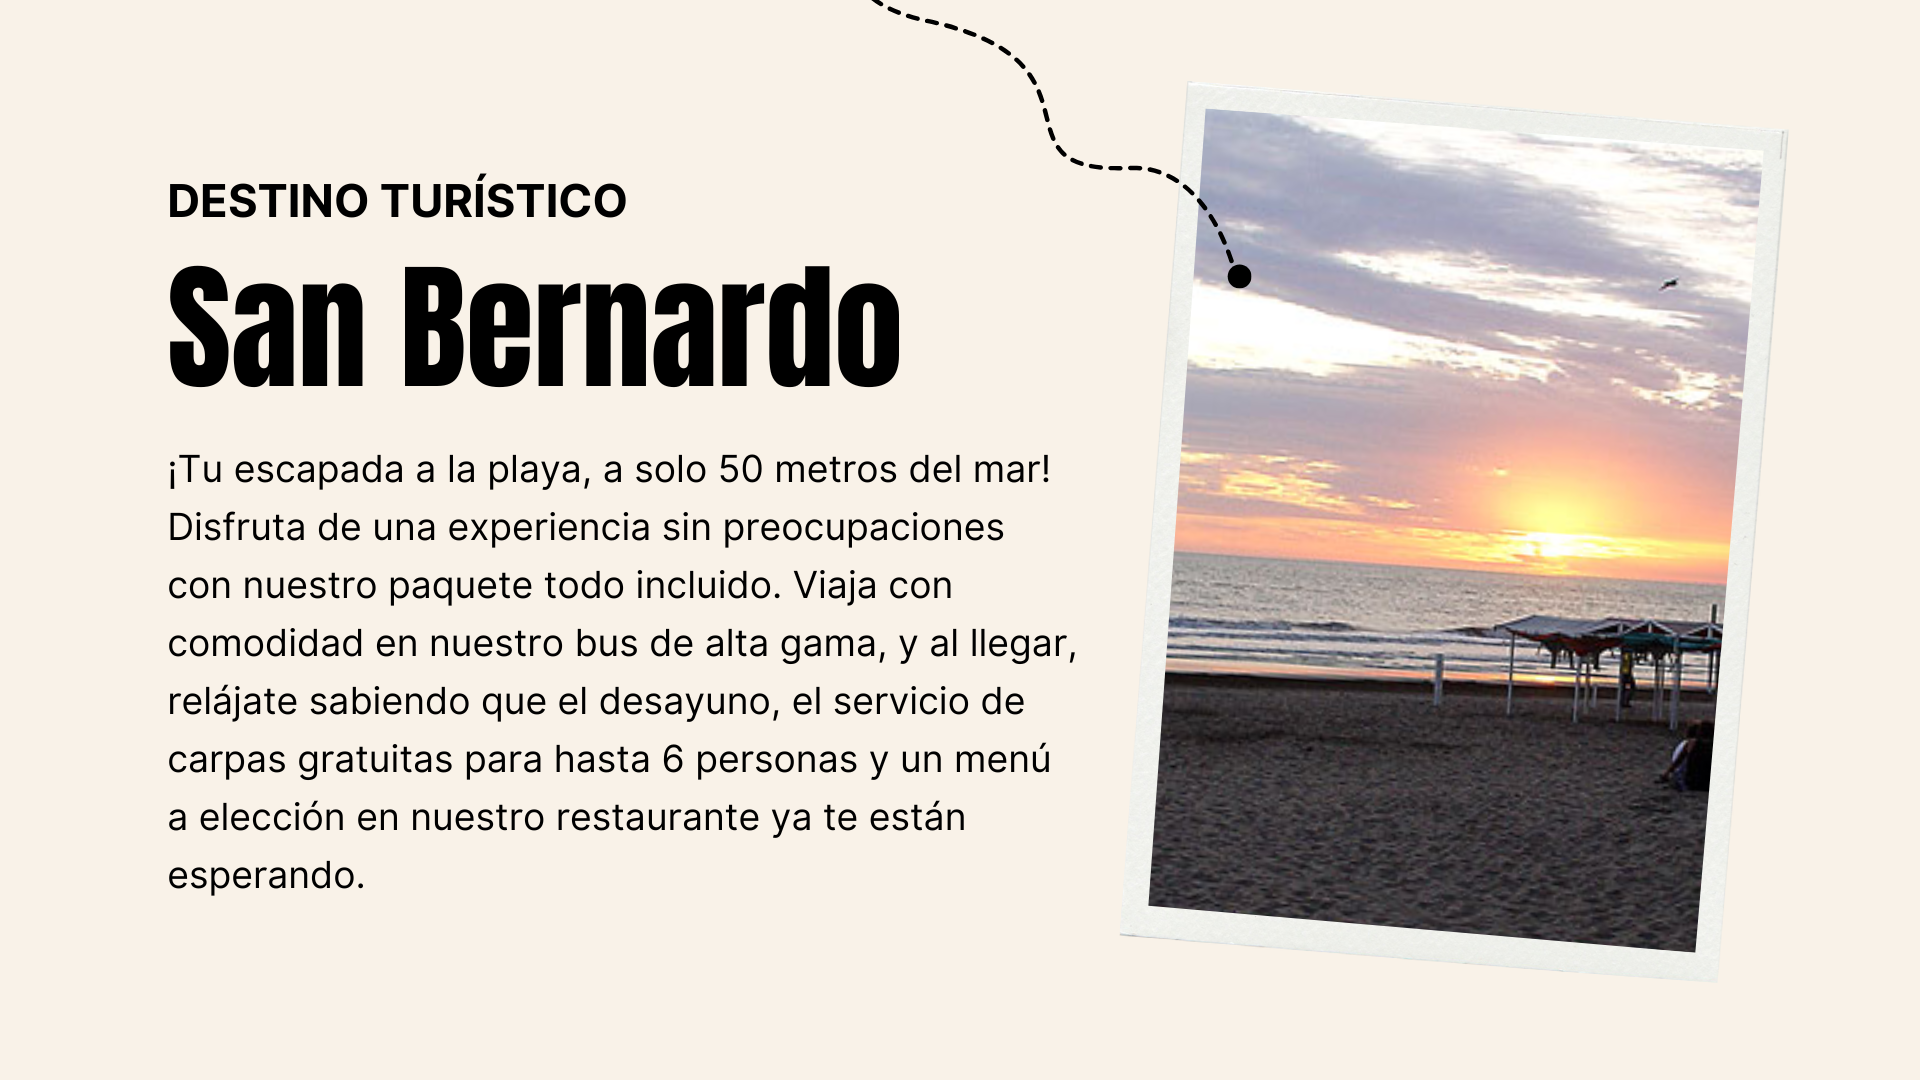 DESTINO TURÍSTICO
San Bernardo
¡Tu escapada a la playa, a solo 50 metros del mar!
Disfruta de una experiencia sin preocupaciones
con nuestro paquete todo incluido. Viaja con
comodidad en nuestro bus de alta gama, y al llegar,
relájate sabiendo que el desayuno, el servicio de
carpas gratuitas para hasta 6 personas y un menú
a elección en nuestro restaurante ya te están
esperando.